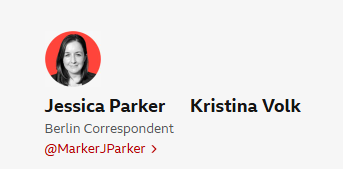 Jessica Parker Kristina Volk
Berlin Correspondent
@MarkerJParker